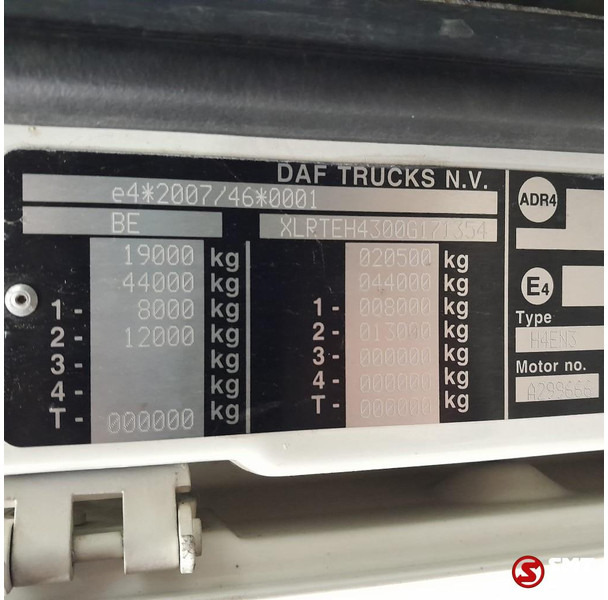 DAF TRUCKS N.V.
e4*2007/46*0001
BE XLRTEH4300G171354
19000 kg 020500 kg
44000 kg 044000 kg
1- 8000 kg 1- 008000 kg
2- 12000 kg 2- 013000 kg
3- kg 3- 000000 kg
4- kg 4- 000000 kg
T- 000000 kg T- 000000 kg
ADR4
E4
Type
H4EN3
Motor no.
A299666
S